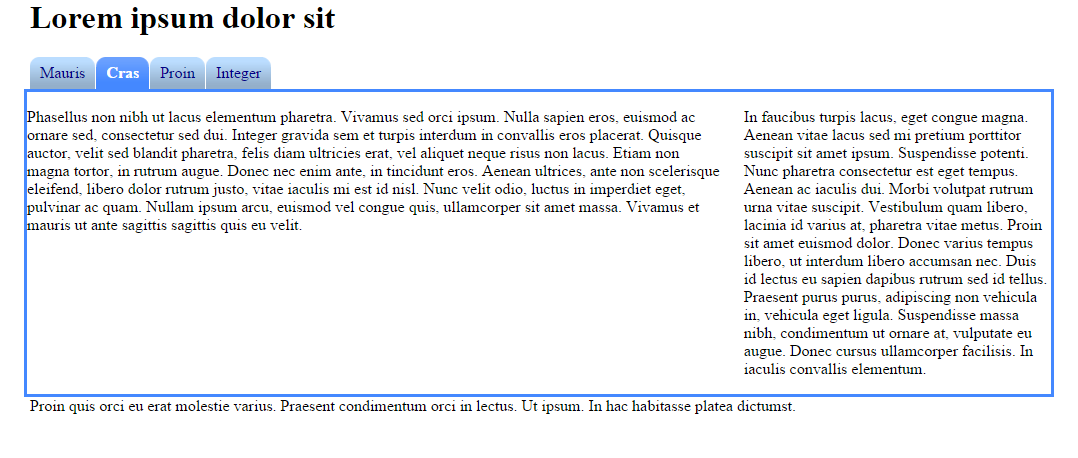 Lorem ipsum dolor sit
Mauris Cras Proin Integer
Phasellus non nibh ut lacus elementum pharetra. Vivamus sed orci ipsum. Nulla sapien eros, euismod ac
ornare sed, consectetur sed dui. Integer gravida sem et turpis interdum in convallis eros placerat. Quisque
auctor, velit sed blandit pharetra, felis diam ultricies erat, vel aliquet neque risus non lacus. Etiam non
magna tortor, in rutrum augue. Donec nec enim ante, in tincidunt eros. Aenean ultrices, ante non scelerisque
eleifend, libero dolor rutrum justo, vitae iaculis mi est id nisl. Nunc velit odio, luctus in imperdiet eget,
pulvinar ac quam. Nullam ipsum arcu, euismod vel congue quis, ullamcorper sit amet massa. Vivamus et
mauris ut ante sagittis sagittis quis eu velit.
In faucibus turpis lacus, eget congue magna.
Aenean vitae lacus sed mi pretium porttitor
suscipit sit amet ipsum. Suspendisse potenti.
Nunc pharetra consectetur est eget tempus.
Aenean ac iaculis dui. Morbi volutpat rutrum
urna vitae suscipit. Vestibulum quam libero,
lacinia id varius at, pharetra vitae metus. Proin
sit amet euismod dolor. Donec varius tempus
libero, ut interdum libero accumsan nec. Duis
id lectus eu sapien dapibus rutrum sed id tellus.
Praesent purus purus, adipiscing non vehicula
in, vehicula eget ligula. Suspendisse massa
nibh, condimentum ut ornare at, vulputate eu
augue. Donec cursus ullamcorper facilisis. In
iaculis convallis elementum.
Proin quis orci eu erat molestie varius. Praesent condimentum orci in lectus. Ut ipsum. In hac habitasse platea dictumst.